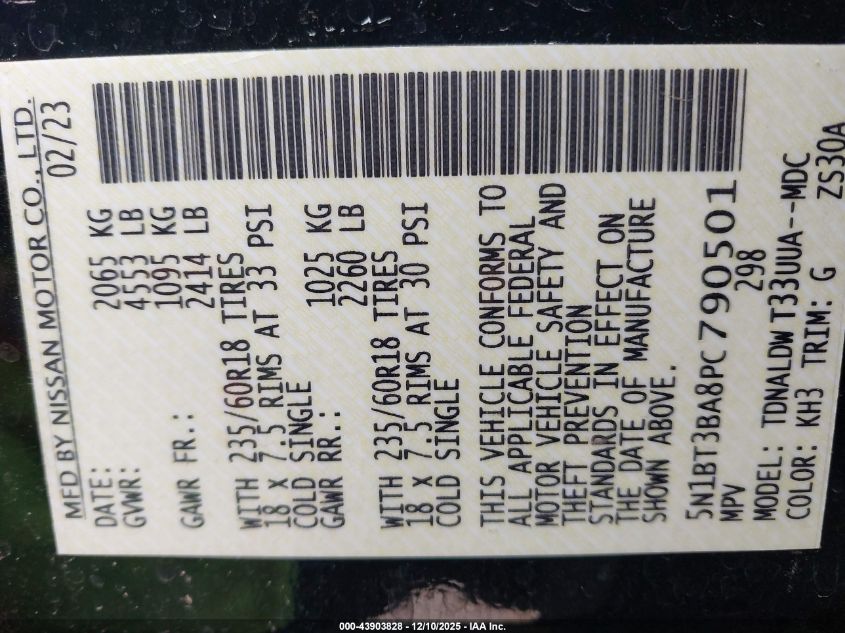 MFD BY NISSAN MOTOR CO., LTD.
DATE: 02/23
GVWR: 2065 KG
4553 LB
GAWR FR.: 1095 KG
2414 LB
WITH 235/60R18 TIRES
18 X 7.5 RIMS AT 33 PSI
COLD SINGLE
GAWR RR.: 1025 KG
2260 LB
WITH 235/60R18 TIRES
18 X 7.5 RIMS AT 30 PSI
COLD SINGLE
THIS VEHICLE CONFORMS TO
ALL APPLICABLE FEDERAL
MOTOR VEHICLE SAFETY AND
THEFT PREVENTION
STANDARDS IN EFFECT ON
THE DATE OF MANUFACTURE
SHOWN ABOVE.
5N1BT3BA8PC790501
MPV 298
MODEL: TDNALDW T33UUA--MDC
COLOR: KH3 TRIM: G ZS30A
000-43903828 - 12/10/2025 - IAA Inc.